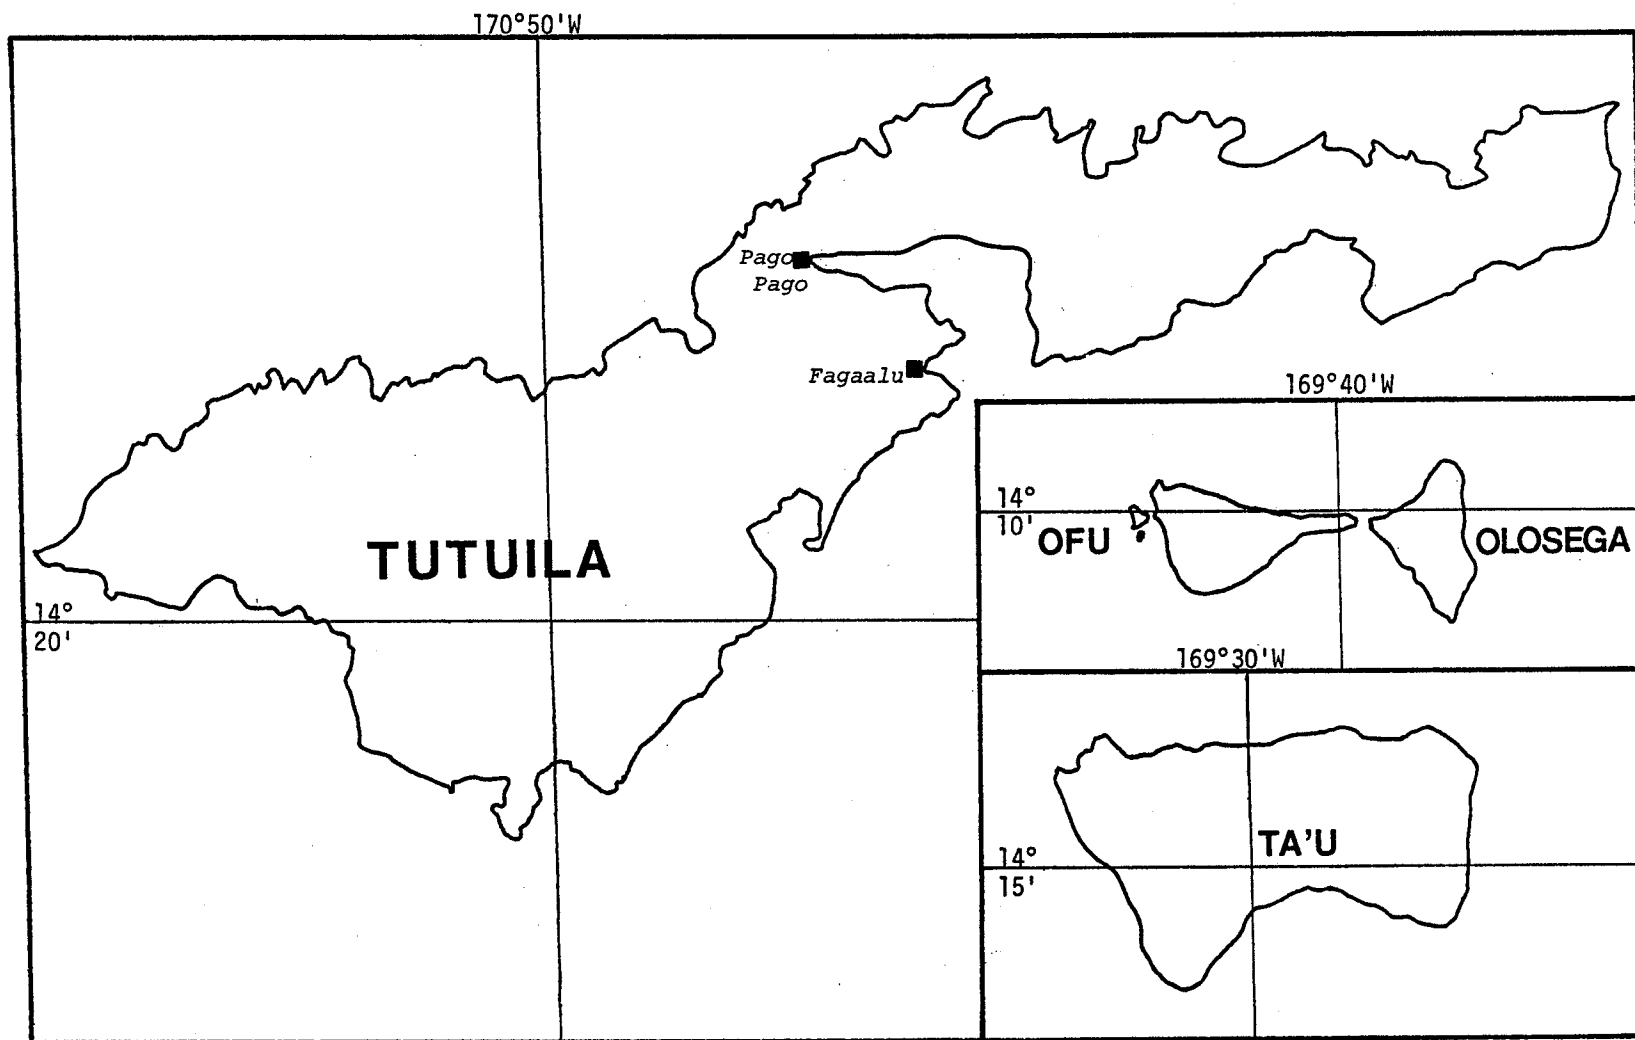 170°50'W
Pago
Pago
Fagaalu
169°40'W
14°
10'
OFU
OLOSEGA
TUTUILA
14°
20'
169°30'W
TA'U
14°
15'